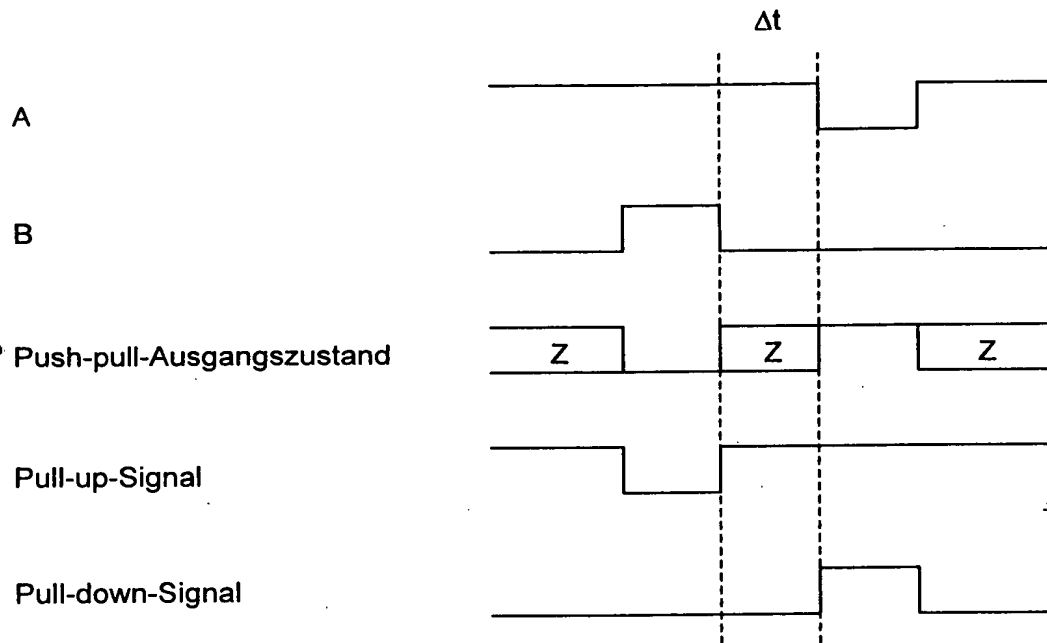 Δt
A
B
Push-pull-Ausgangszustand
Z
Z
Z
Pull-up-Signal
Pull-down-Signal